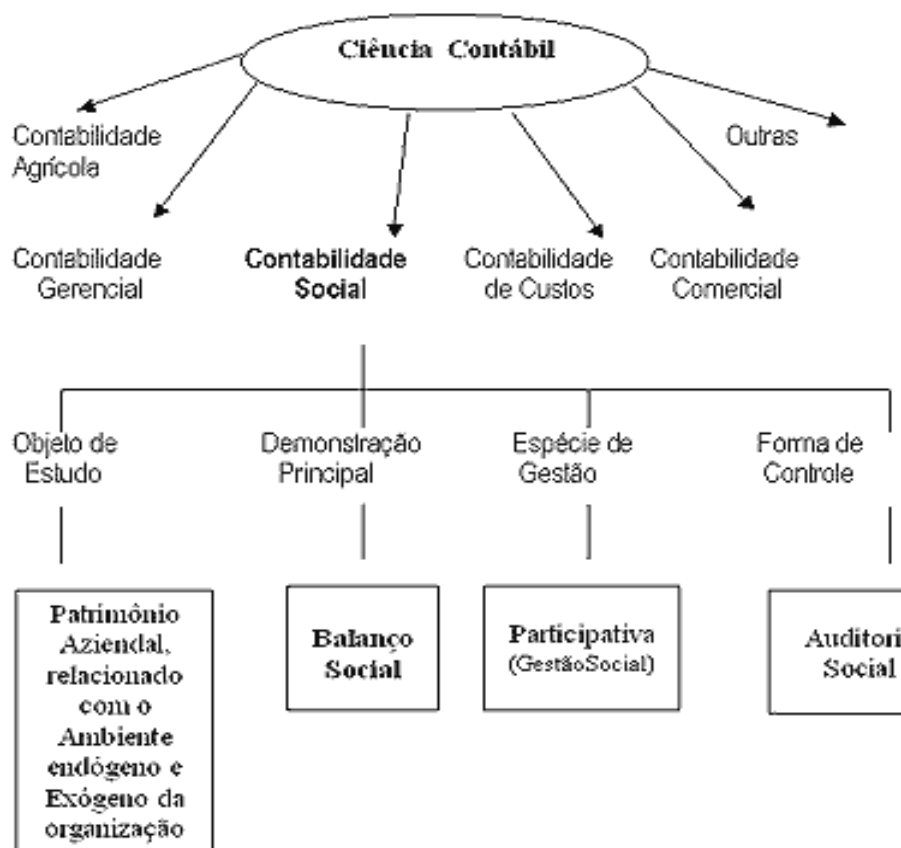 Ciência Contábil
Contabilidade
Agrícola
Outras
Contabilidade
Gerencial
Contabilidade
Social
Contabilidade
de Custos
Contabilidade
Comercial
Objeto de
Estudo
Demonstração
Principal
Espécie de
Gestão
Forma de
Controle
Patrimônio
Aziendal,
relacionado
com o
Ambiente
endógeno e
Exógeno da
organização
Balanço
Social
Participativa
(GestãoSocial)
Auditori
Social